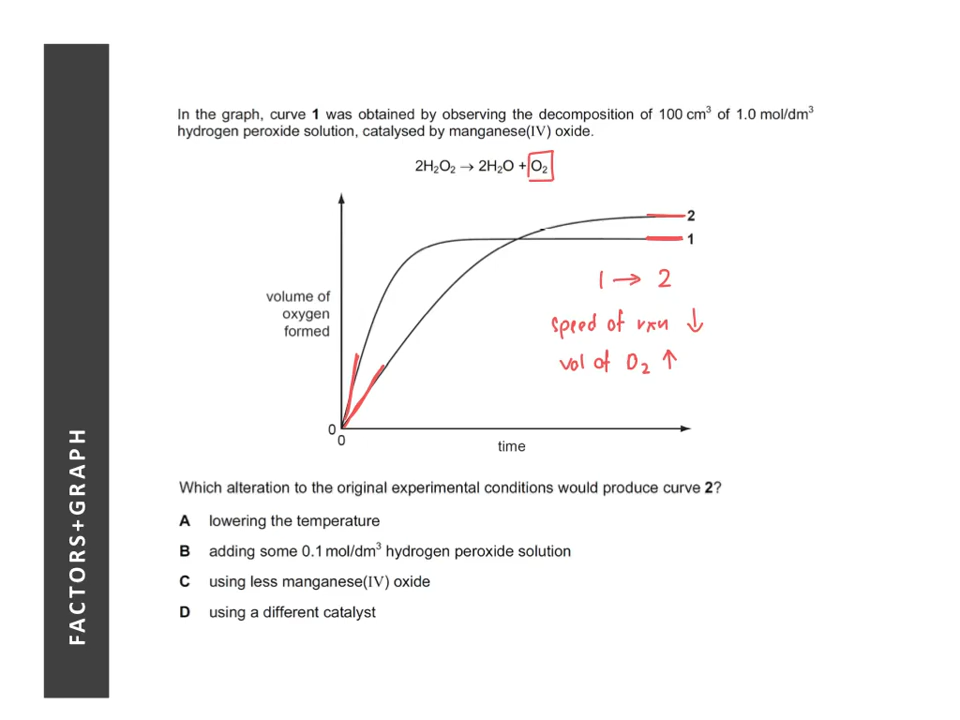 FACTORS+GRAPH
In the graph, curve 1 was obtained by observing the decomposition of 100 cm³ of 1.0 mol/dm³
hydrogen peroxide solution, catalysed by manganese(IV) oxide.
2H₂O₂ → 2H₂O + O₂
volume of
oxygen
formed
2
1
1 → 2
speed of rxn ↓
vol of O₂ ↑
0
0
time
Which alteration to the original experimental conditions would produce curve 2?
A lowering the temperature
B adding some 0.1 mol/dm³ hydrogen peroxide solution
C using less manganese(IV) oxide
D using a different catalyst